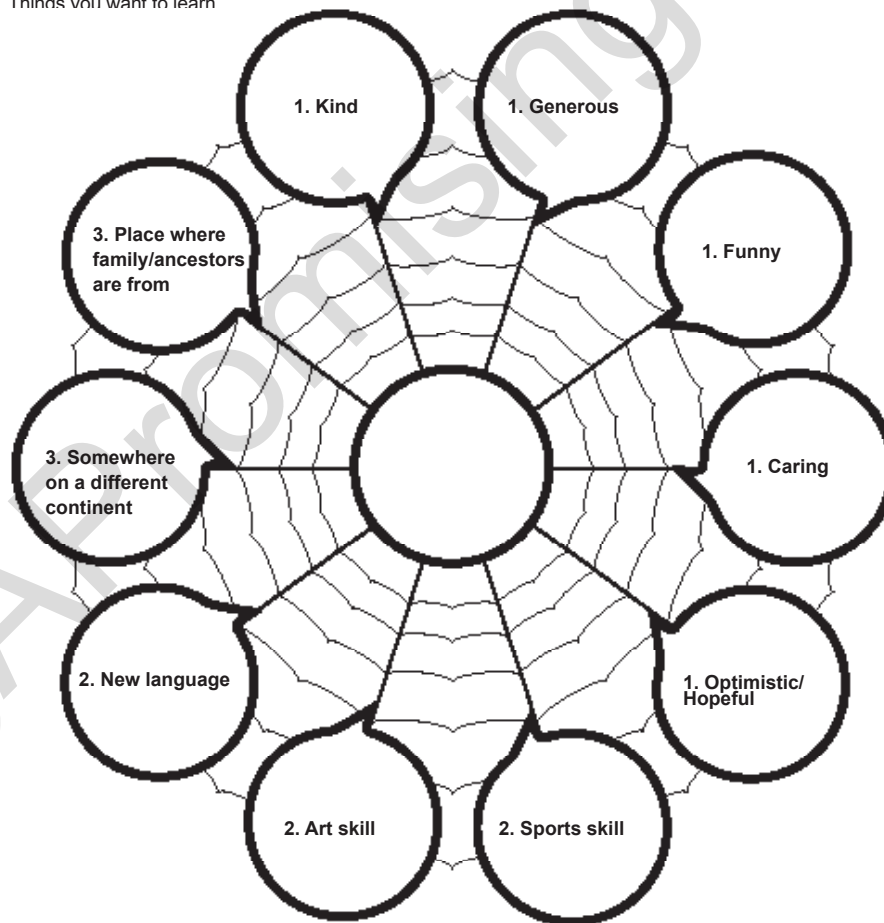 Things you want to learn
1. Kind
1. Generous
3. Place where
family/ancestors
are from
1. Funny
3. Somewhere
on a different
continent
1. Caring
2. New language
1. Optimistic/
Hopeful
2. Art skill
2. Sports skill
Promising